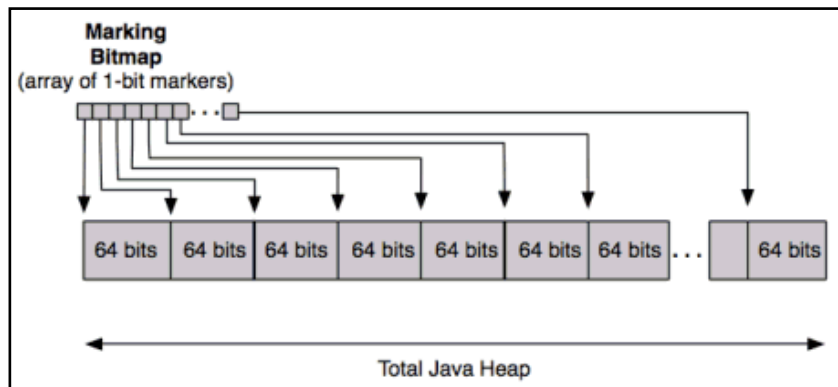 Marking
Bitmap
(array of 1-bit markers)
...
64 bits 64 bits 64 bits 64 bits 64 bits 64 bits 64 bits ... 64 bits
Total Java Heap